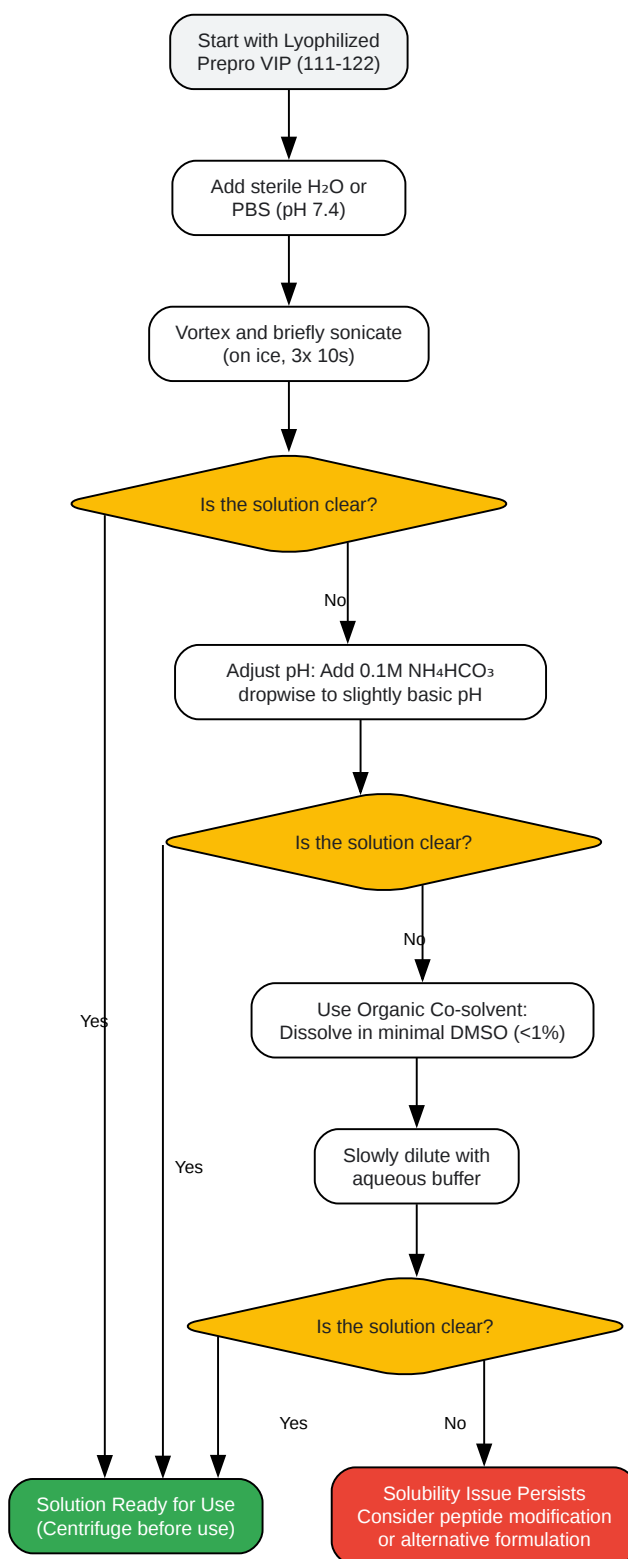 Start with Lyophilized
Prepro VIP (111-122)
Add sterile H₂O or
PBS (pH 7.4)
Vortex and briefly sonicate
(on ice, 3x 10s)
Is the solution clear?
No
Adjust pH: Add 0.1M NH₄HCO₃
dropwise to slightly basic pH
Is the solution clear?
No
Use Organic Co-solvent:
Dissolve in minimal DMSO (<1%)
Yes
Slowly dilute with
aqueous buffer
Yes
Is the solution clear?
Yes
No
Solution Ready for Use
(Centrifuge before use)
Solubility Issue Persists
Consider peptide modification
or alternative formulation